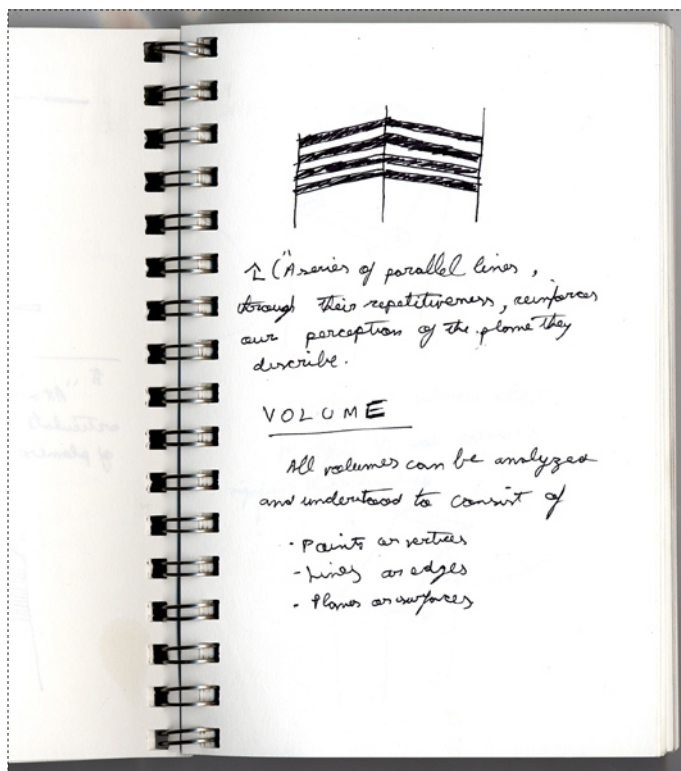 ↑ ("A series of parallel lines,
through their repetitiveness, reinforces
our perception of the plane they
describe.
VOLUME
All volumes can be analyzed
and understood to consist of
· Points or vertices
- Lines or edges
· Planes or surfaces